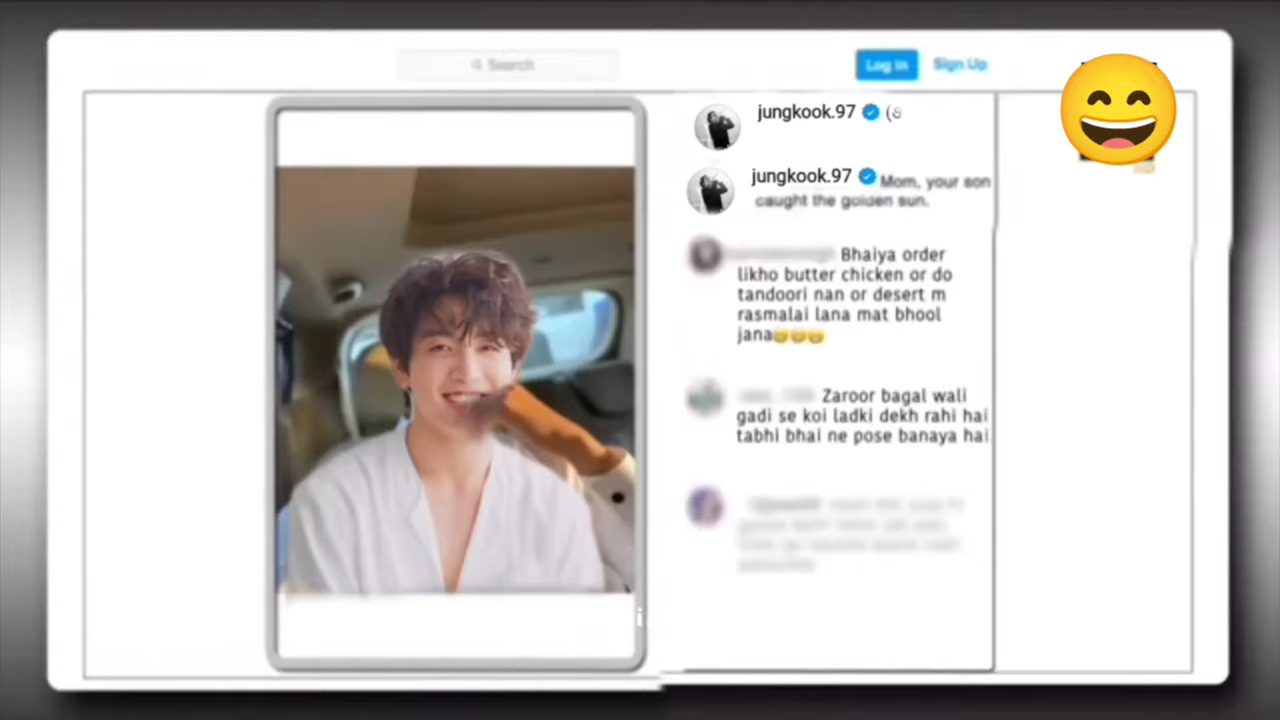 Search
Log In
Sign Up
jungkook.97
jungkook.97 Mom, your son
caught the golden sun.
Bhaiya order
likho butter chicken or do
tandoori nan or desert m
rasmalai lana mat bhool
jana😄😄😄
Zaroor bagal wali
gadi se koi ladki dekh rahi hai
tabhi bhai ne pose banaya hai